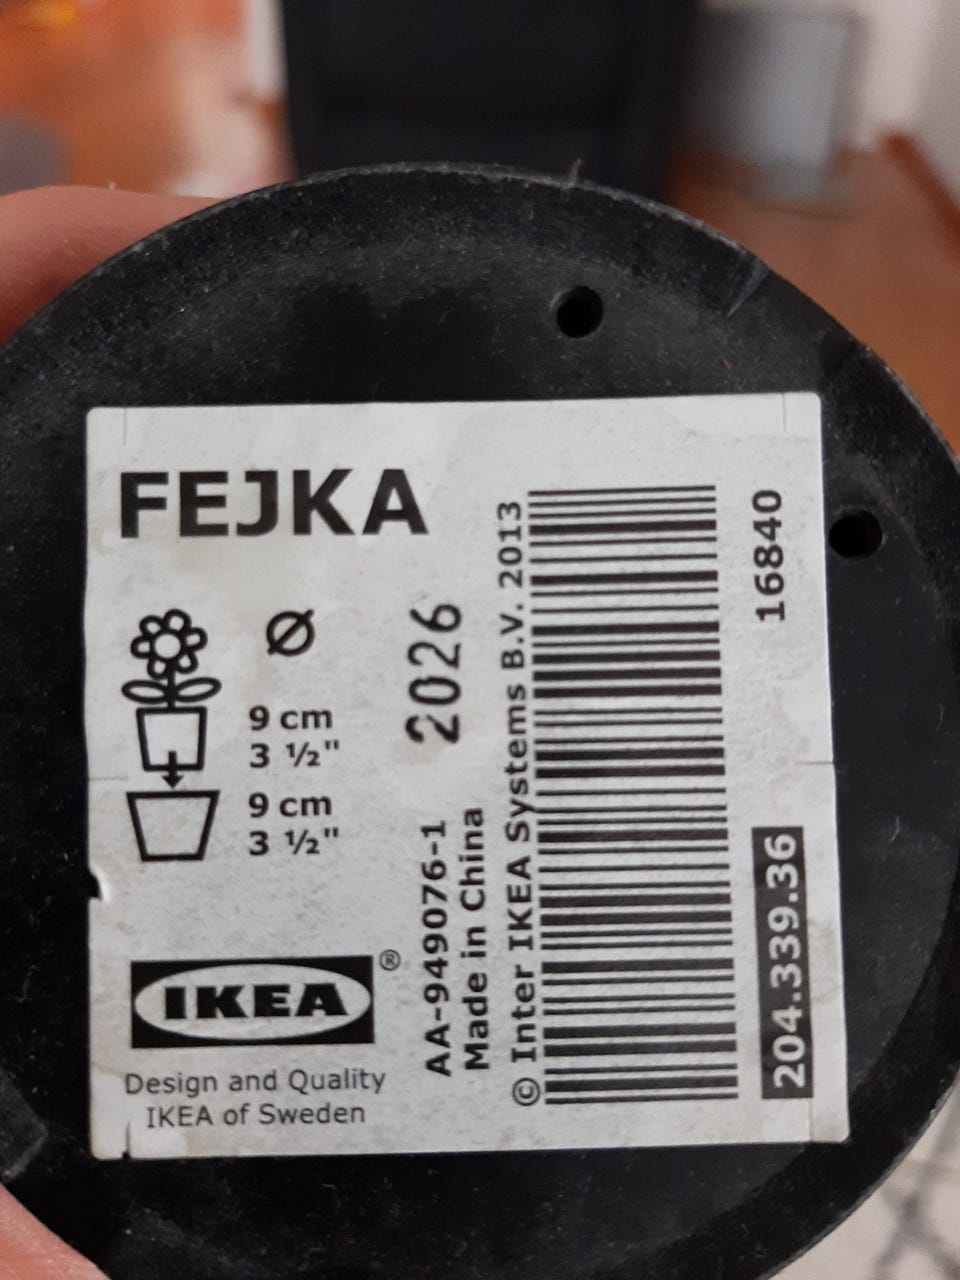 FEJKA
Ø
9 cm
3 ½"
9 cm
3 ½"
IKEA®
Design and Quality
IKEA of Sweden
2026
AA-949076-1
Made in China
© Inter IKEA Systems B.V. 2013
16840
204.339.36